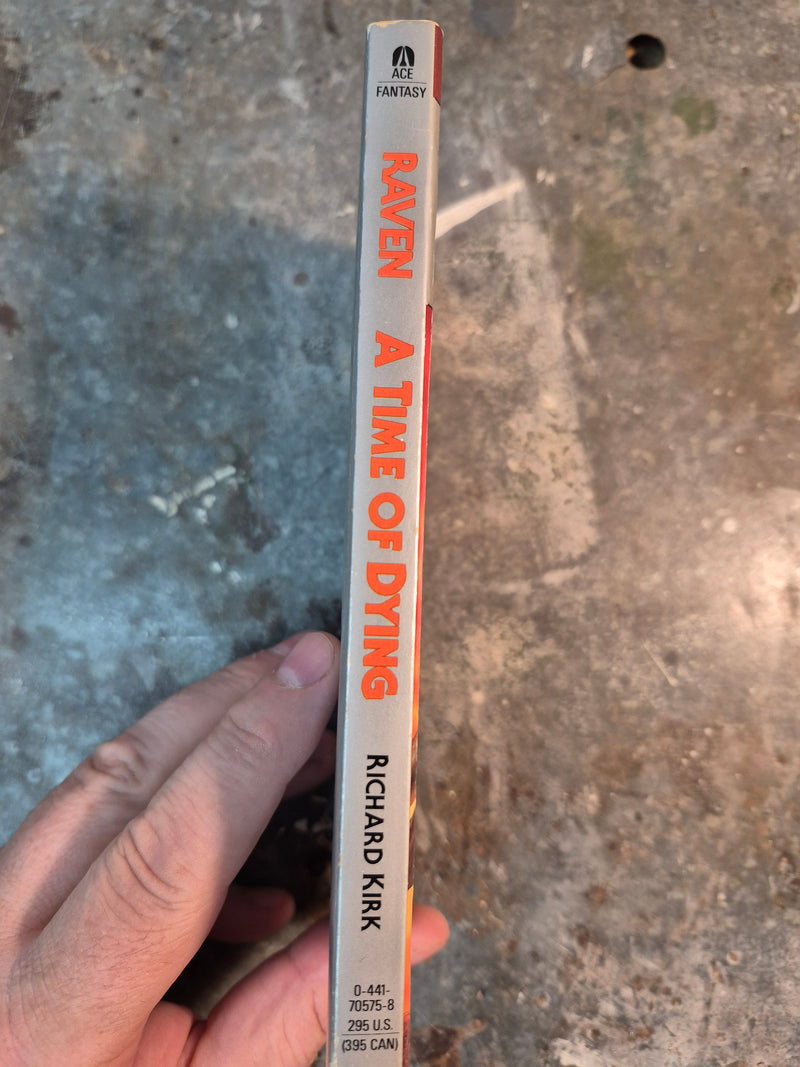 ACE
FANTASY
RAVEN A TIME OF DYING
RICHARD KIRK
0-441-
70575-8
295 U.S.
(395 CAN)